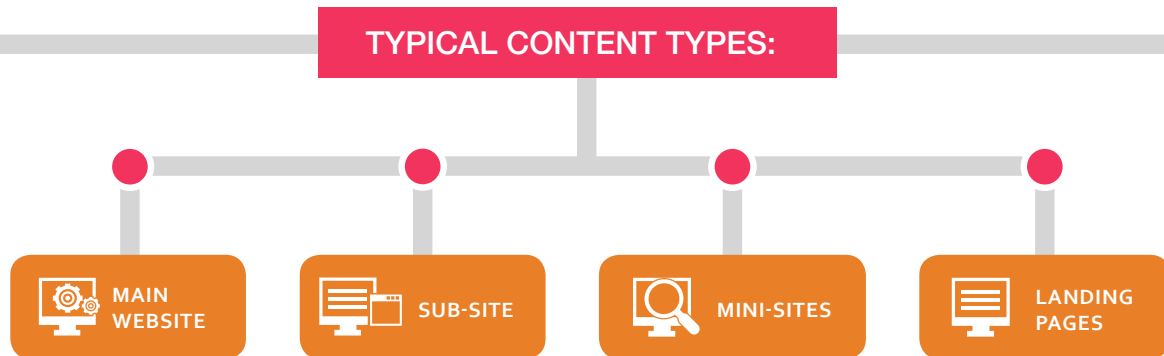 TYPICAL CONTENT TYPES:
MAIN
WEBSITE
SUB-SITE
MINI-SITES
LANDING
PAGES